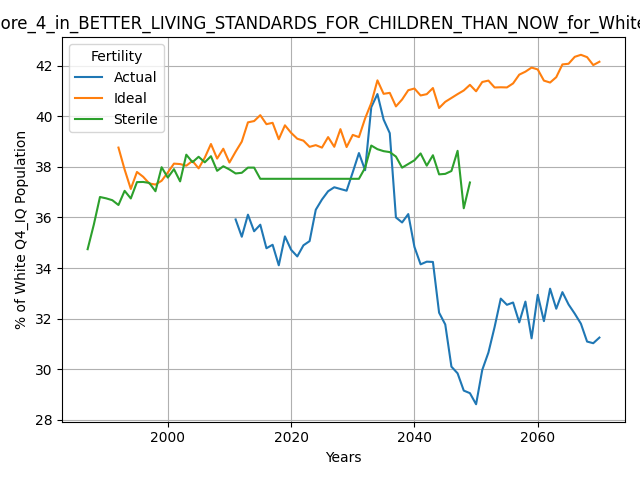 ore_4_in_BETTER_LIVING_STANDARDS_FOR_CHILDREN_THAN_NOW_for_White
Fertility
Actual
Ideal
Sterile
% of White Q4_IQ Population
42
40
38
36
34
32
30
28
2000
2020
2040
2060
Years